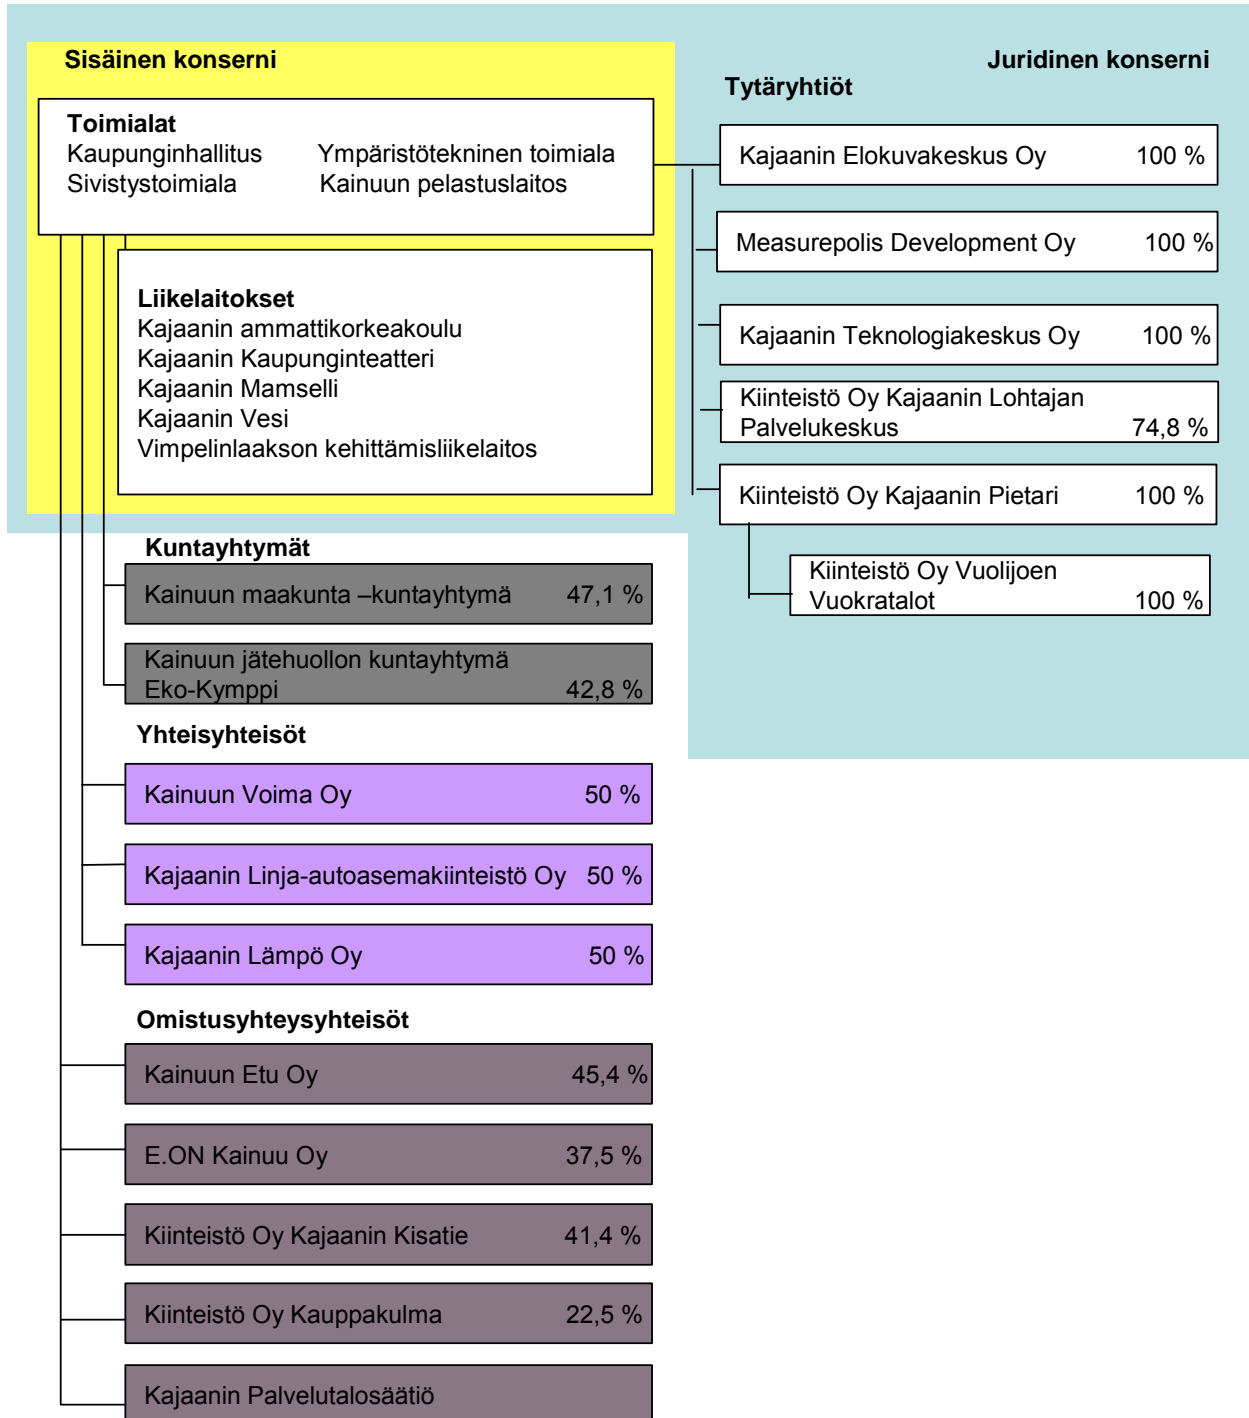 Sisäinen konserni
Toimialat
Kaupunginhallitus Ympäristötekninen toimiala
Sivistystoimiala Kainuun pelastuslaitos
Liikelaitokset
Kajaanin ammattikorkeakoulu
Kajaanin Kaupunginteatteri
Kajaanin Mamselli
Kajaanin Vesi
Vimpelinlaakson kehittämisliikelaitos
Juridinen konserni
Tytäryhtiöt
Kajaanin Elokuvakeskus Oy 100 %
Measurepolis Development Oy 100 %
Kajaanin Teknologiakeskus Oy 100 %
Kiinteistö Oy Kajaanin Lohtajan
Palvelukeskus 74,8 %
Kiinteistö Oy Kajaanin Pietari 100 %
Kiinteistö Oy Vuolijoen
Vuokratalot 100 %
Kuntayhtymät
Kainuun maakunta –kuntayhtymä 47,1 %
Kainuun jätehuollon kuntayhtymä
Eko-Kymppi 42,8 %
Yhteisyhteisöt
Kainuun Voima Oy 50 %
Kajaanin Linja-autoasemakiinteistö Oy 50 %
Kajaanin Lämpö Oy 50 %
Omistusyhteysyhteisöt
Kainuun Etu Oy 45,4 %
E.ON Kainuu Oy 37,5 %
Kiinteistö Oy Kajaanin Kisatie 41,4 %
Kiinteistö Oy Kauppakulma 22,5 %
Kajaanin Palvelutalosäätiö